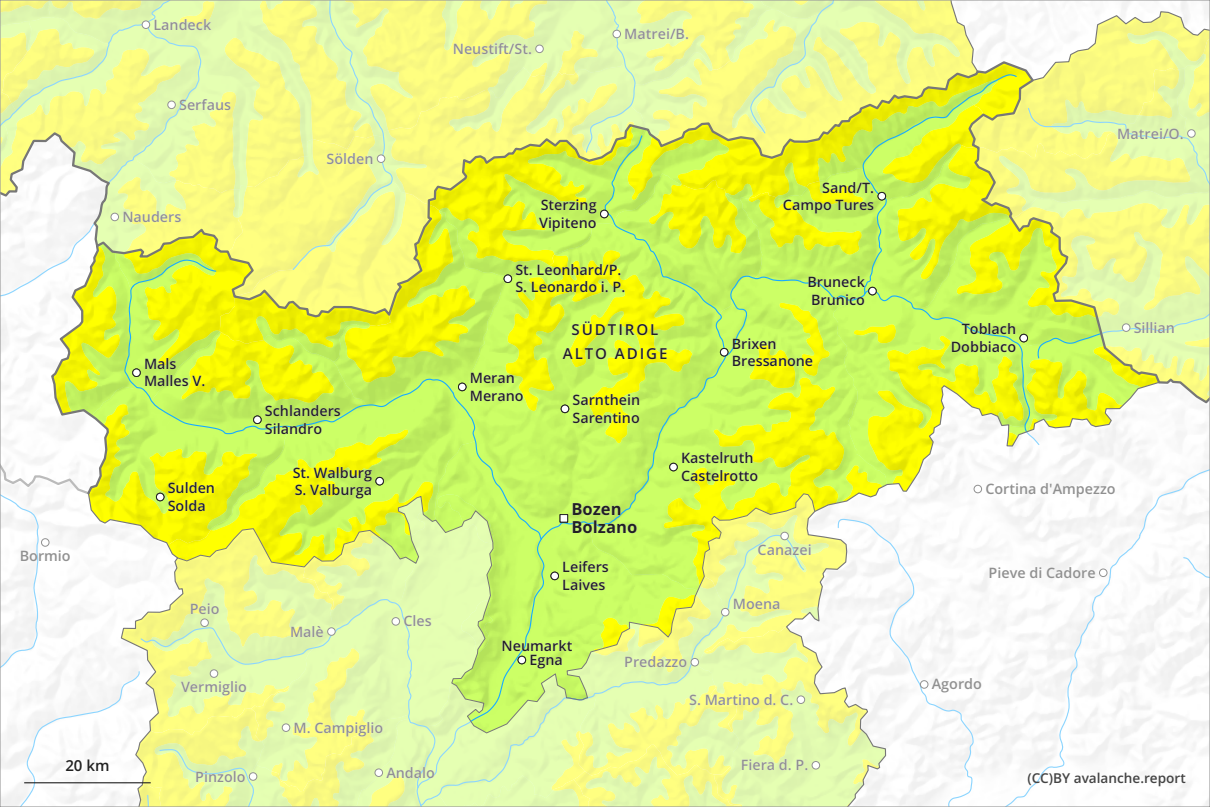 Landeck
Matrei/B.
Neustift/St.
Serfaus
Matrei/O.
Sölden
Sand/T.
Campo Tures
Nauders
Sterzing
Vipiteno
St. Leonhard/P.
S. Leonardo i. P.
Bruneck
Brunico
SÜDTIROL
ALTO ADIGE
Toblach
Dobbiaco
Sillian
Brixen
Bressanone
Mals
Malles V.
Meran
Merano
Schlanders
Silandro
Sarnthein
Sarentino
Kastelruth
Castelrotto
St. Walburg
S. Valburga
Sulden
Solda
Cortina d'Ampezzo
Bozen
Bolzano
Bormio
Canazei
Leifers
Laives
Pieve di Cadore
Peio
Moena
Malè
Cles
Neumarkt
Egna
Predazzo
Vermiglio
Agordo
S. Martino d. C.
M. Campiglio
20 km
Pinzolo
Andalo
Fiera d. P.
(CC)BY avalanche.report